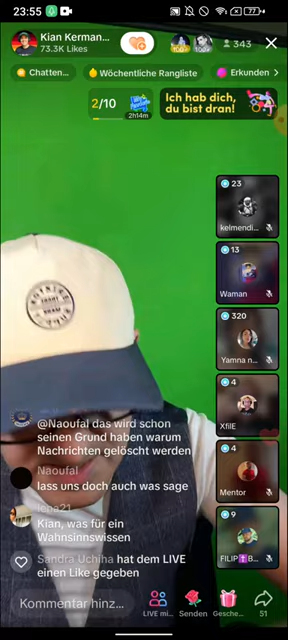 23:55
77
Kian Kerman...
73.3K Likes
100+
343
Chatten...
Wöchentliche Rangliste
Erkunden
2/10
2h14m
Ich hab dich,
du bist dran!
23
kelmendi...
13
Waman
320
Yamna n...
4
XfilE
4
Mentor
9
FILIP✝️B...
@Naoufal das wird schon
seinen Grund haben warum
Nachrichten gelöscht werden
Naoufal
lass uns doch auch was sage
lena21
Kian, was für ein
Wahnsinnswissen
Sandra Uchiha hat dem LIVE
einen Like gegeben
Kommentar hinz...
LIVE mi...
Senden
Gesche...
51